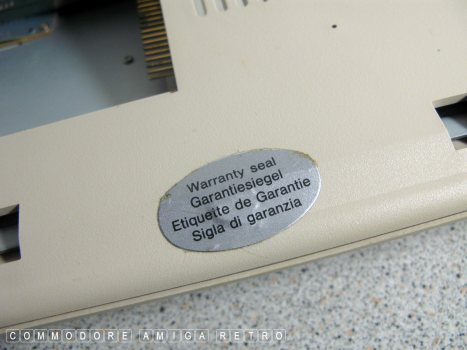 Warranty seal
Garantiesiegel
Etiquette de Garantie
Sigla di garanzia
COMMODORE AMIGA RETRO